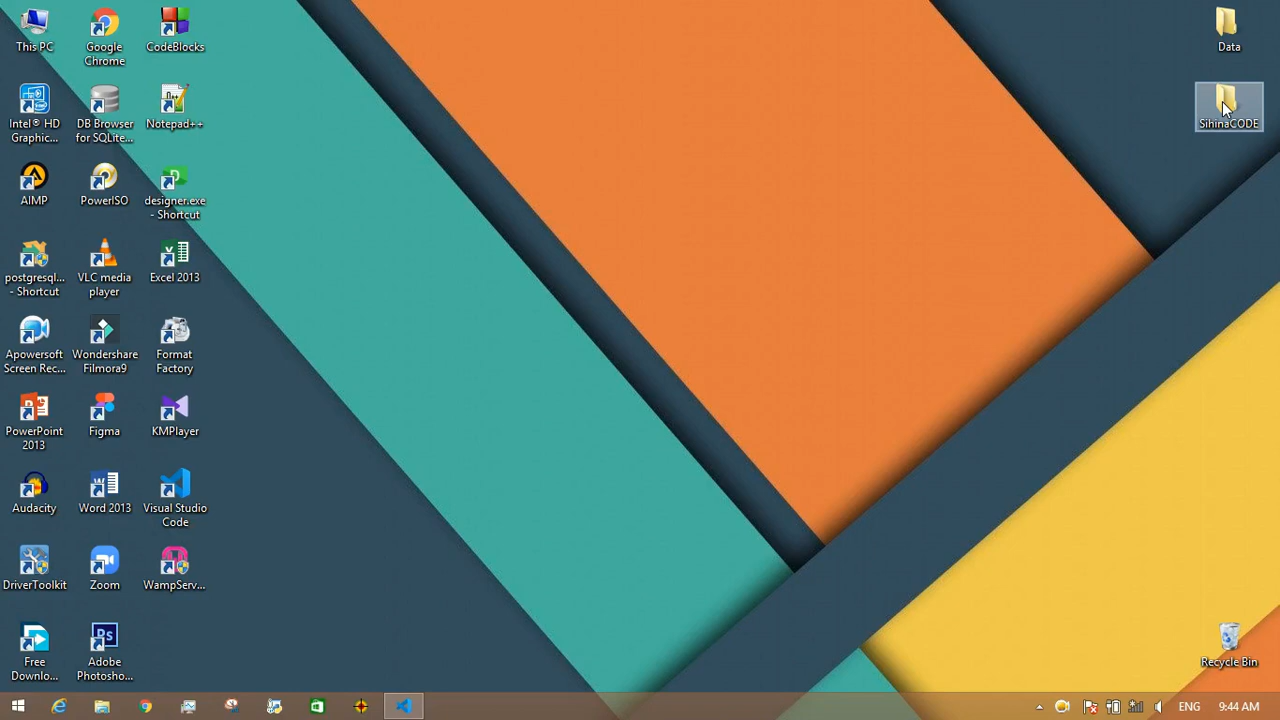 This PC
Google
Chrome
CodeBlocks
Data
Intel® HD
Graphic...
DB Browser
for SQLite...
Notepad++
SihinaCODE
AIMP
PowerISO
designer.exe
- Shortcut
postgresql...
- Shortcut
VLC media
player
Excel 2013
Apowersoft
Screen Rec...
Wondershare
Filmora9
Format
Factory
PowerPoint
2013
Figma
KMPlayer
Audacity
Word 2013
Visual Studio
Code
DriverToolkit
Zoom
WampServ...
Free
Downlo...
Adobe
Photosho...
Recycle Bin
ENG
9:44 AM